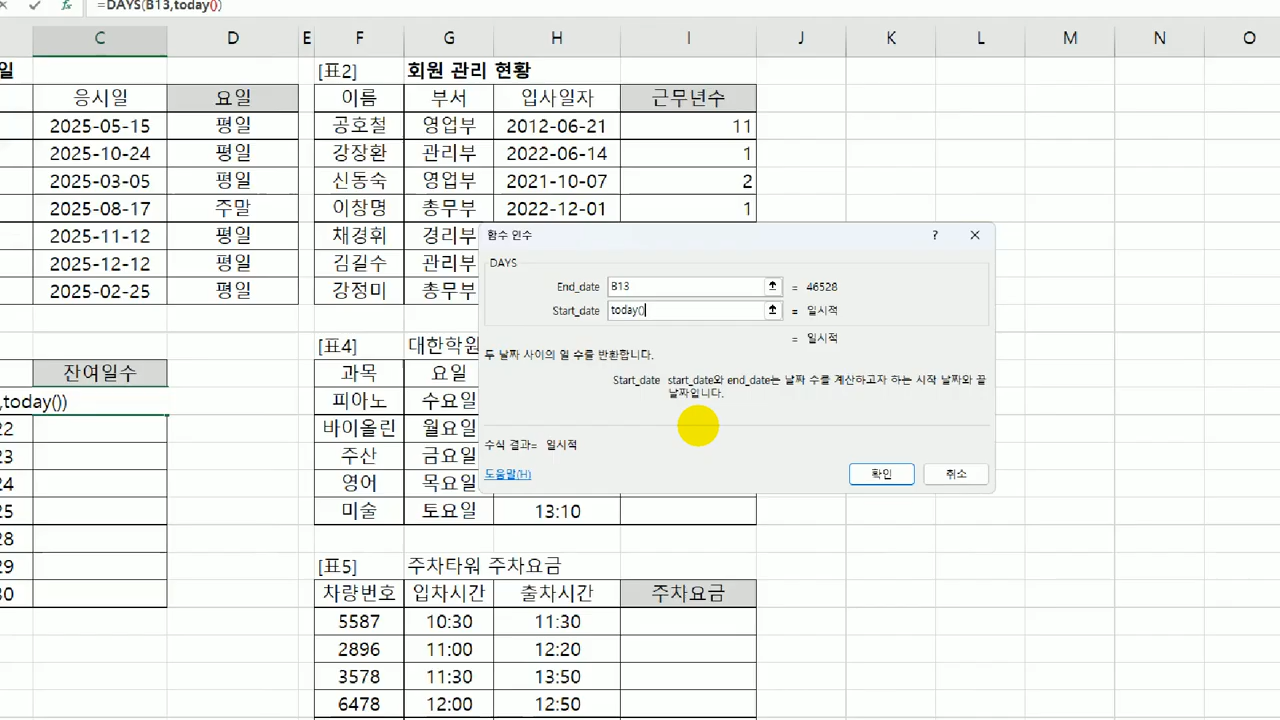 fx =DAYS(B13,today())
C D E F G H I J K L M N O
일 [표2] 회원 관리 현황
응시일 요일 이름 부서 입사일자 근무년수
2025-05-15 평일 공호철 영업부 2012-06-21 11
2025-10-24 평일 강장환 관리부 2022-06-14 1
2025-03-05 평일 신동숙 영업부 2021-10-07 2
2025-08-17 주말 이창명 총무부 2022-12-01 1
2025-11-12 평일 채경휘 경리부
2025-12-12 평일 김길수 관리부
2025-02-25 평일 강정미 총무부
함수 인수 ?
DAYS
End_date B13 = 46528
Start_date today() = 일시적
= 일시적
두 날짜 사이의 일 수를 반환합니다.
Start_date start_date와 end_date는 날짜 수를 계산하고자 하는 시작 날짜와 끝
날짜입니다.
수식 결과= 일시적
도움말(H) 확인 취소
[표4] 대한학원
잔여일수 과목 요일
,today()) 피아노 수요일
22 바이올린 월요일
23 주산 금요일
24 영어 목요일
25 미술 토요일 13:10
28
29 [표5] 주차타워 주차요금
30 차량번호 입차시간 출차시간 주차요금
5587 10:30 11:30
2896 11:00 12:20
3578 11:30 13:50
6478 12:00 12:50